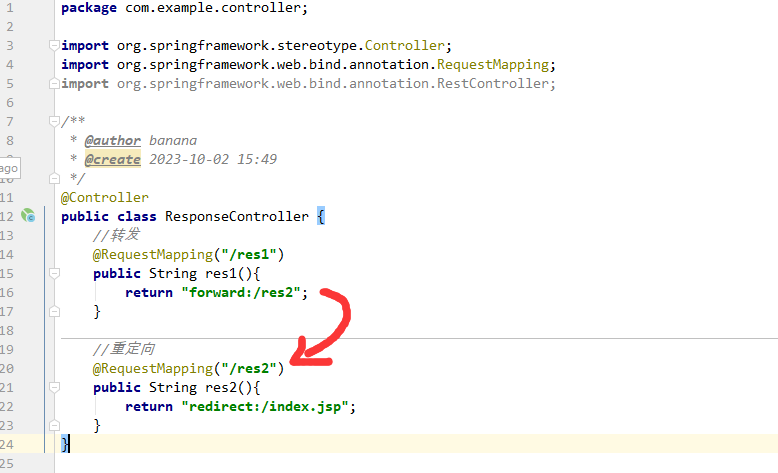 1 package com.example.controller;
2
3 import org.springframework.stereotype.Controller;
4 import org.springframework.web.bind.annotation.RequestMapping;
5 import org.springframework.web.bind.annotation.RestController;
6
7 /**
8 * @author banana
9 * @create 2023-10-02 15:49
ago
10 */
11 @Controller
12 public class ResponseController {
13 //转发
14 @RequestMapping("/res1")
15 public String res1(){
16 return "forward:/res2";
17 }
18
19 //重定向
20 @RequestMapping("/res2")
21 public String res2(){
22 return "redirect:/index.jsp";
23 }
24 }
25